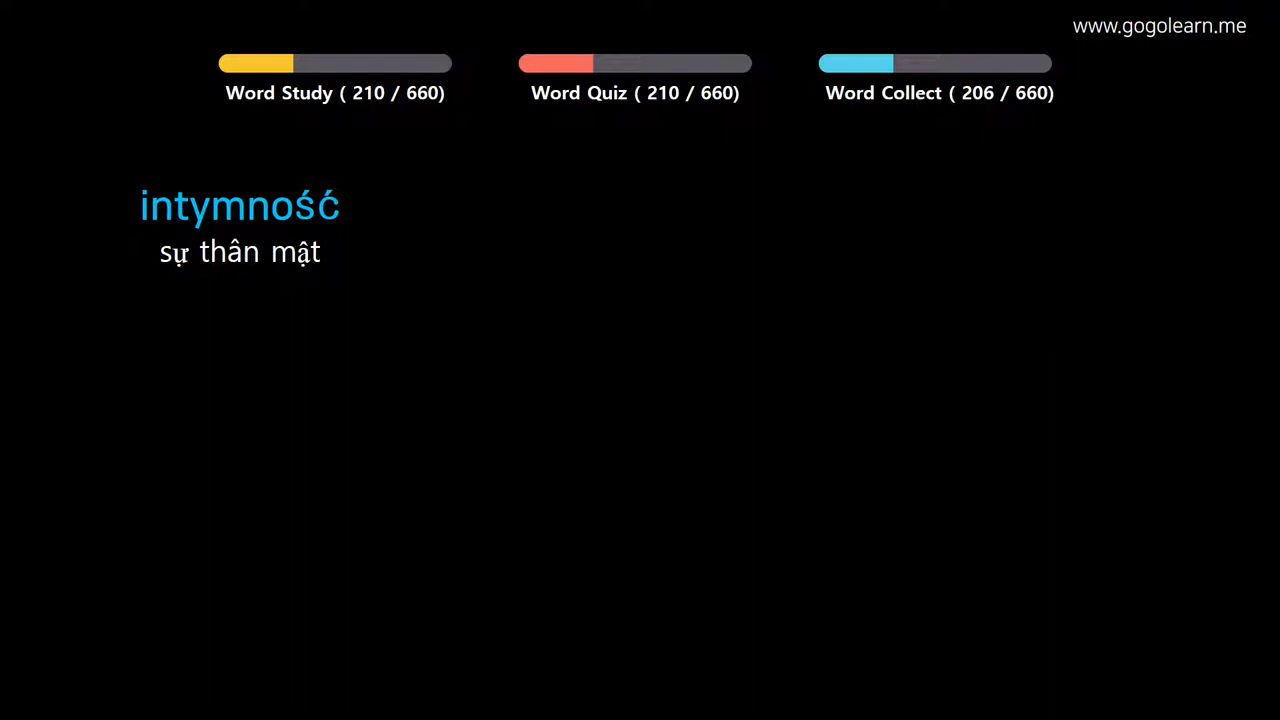 www.gogolearn.me
Word Study ( 210 / 660)
Word Quiz ( 210 / 660)
Word Collect ( 206 / 660)
intymność
sự thân mật